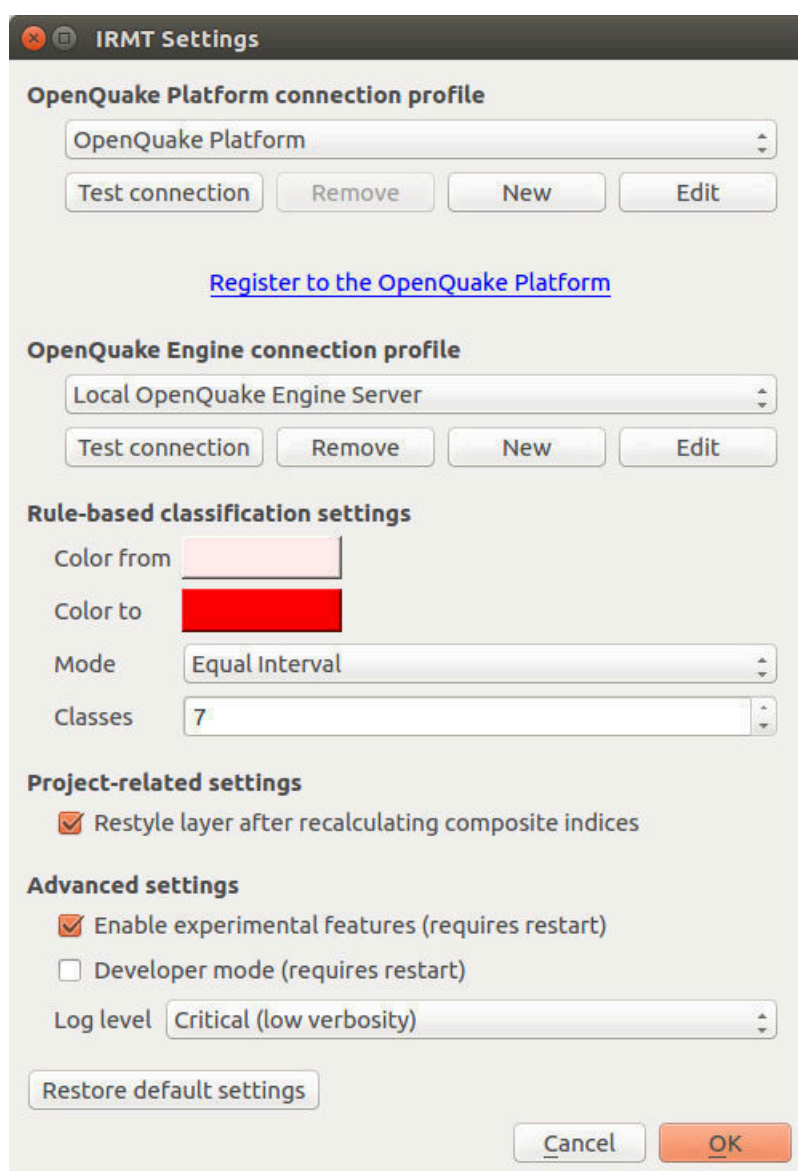 IRMT Settings
OpenQuake Platform connection profile
OpenQuake Platform
Test connection Remove New Edit
Register to the OpenQuake Platform
OpenQuake Engine connection profile
Local OpenQuake Engine Server
Test connection Remove New Edit
Rule-based classification settings
Color from
Color to
Mode Equal Interval
Classes 7
Project-related settings
Restyle layer after recalculating composite indices
Advanced settings
Enable experimental features (requires restart)
Developer mode (requires restart)
Log level Critical (low verbosity)
Restore default settings
Cancel OK